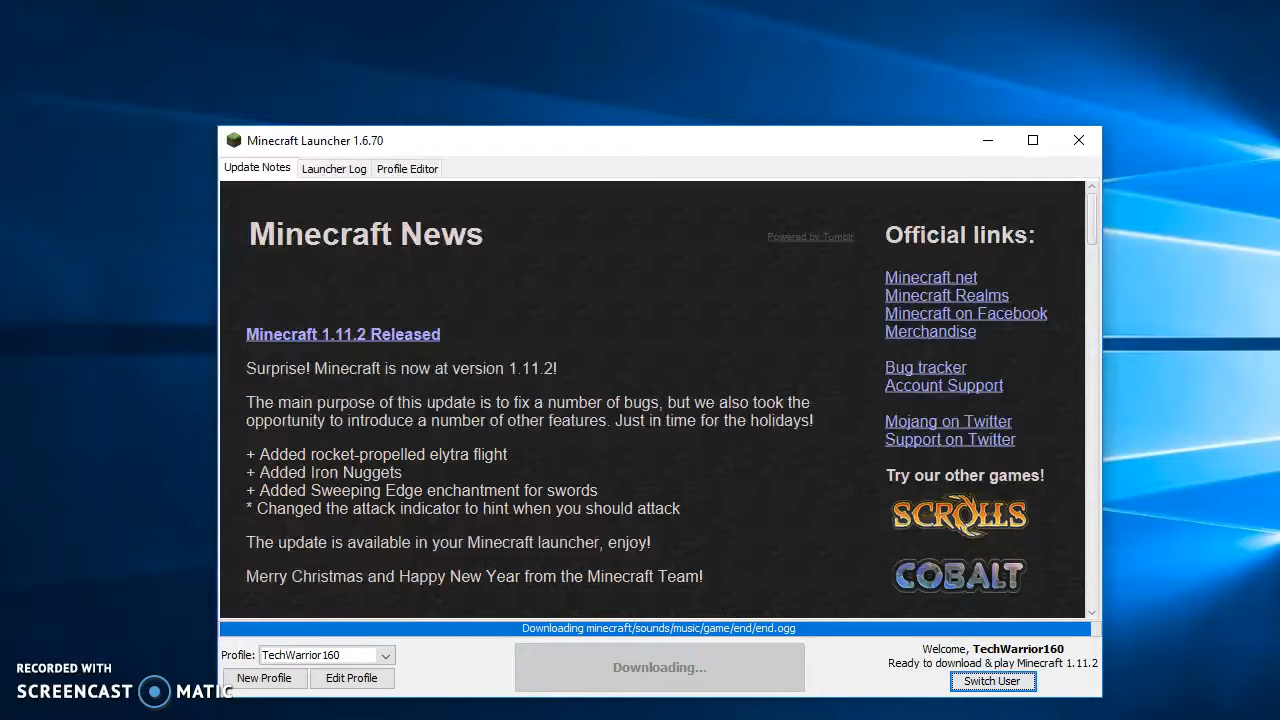 Minecraft Launcher 1.6.70
Update Notes
Launcher Log
Profile Editor
Minecraft News
Powered by Tumblr
Minecraft 1.11.2 Released
Surprise! Minecraft is now at version 1.11.2!
The main purpose of this update is to fix a number of bugs, but we also took the
opportunity to introduce a number of other features. Just in time for the holidays!
+ Added rocket-propelled elytra flight
+ Added Iron Nuggets
+ Added Sweeping Edge enchantment for swords
* Changed the attack indicator to hint when you should attack
The update is available in your Minecraft launcher, enjoy!
Merry Christmas and Happy New Year from the Minecraft Team!
Official links:
Minecraft.net
Minecraft Realms
Minecraft on Facebook
Merchandise
Bug tracker
Account Support
Mojang on Twitter
Support on Twitter
Try our other games!
SCROLLS
COBALT
Downloading minecraft/sounds/music/game/end/end.ogg
Profile: TechWarrior160
New Profile
Edit Profile
Downloading...
Welcome, TechWarrior160
Ready to download & play Minecraft 1.11.2
Switch User
RECORDED WITH
SCREENCAST MATIC